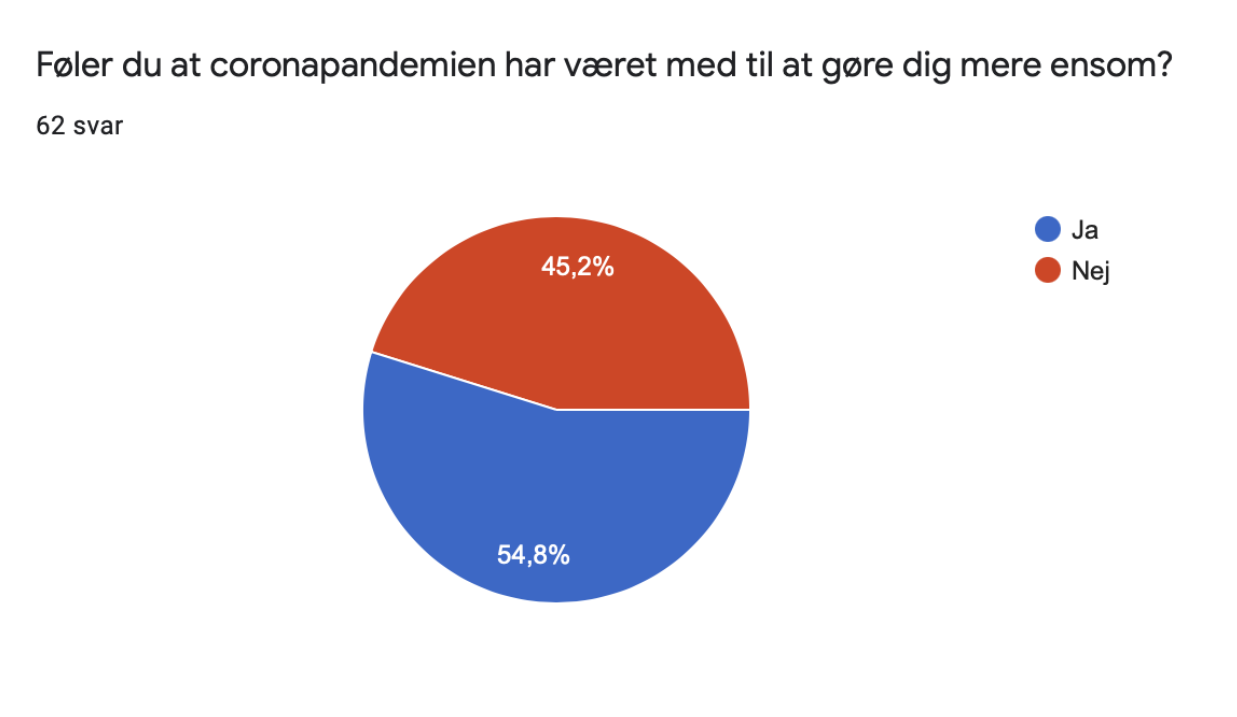 Føler du at coronapandemien har været med til at gøre dig mere ensom?
62 svar
Ja
Nej
45,2%
54,8%